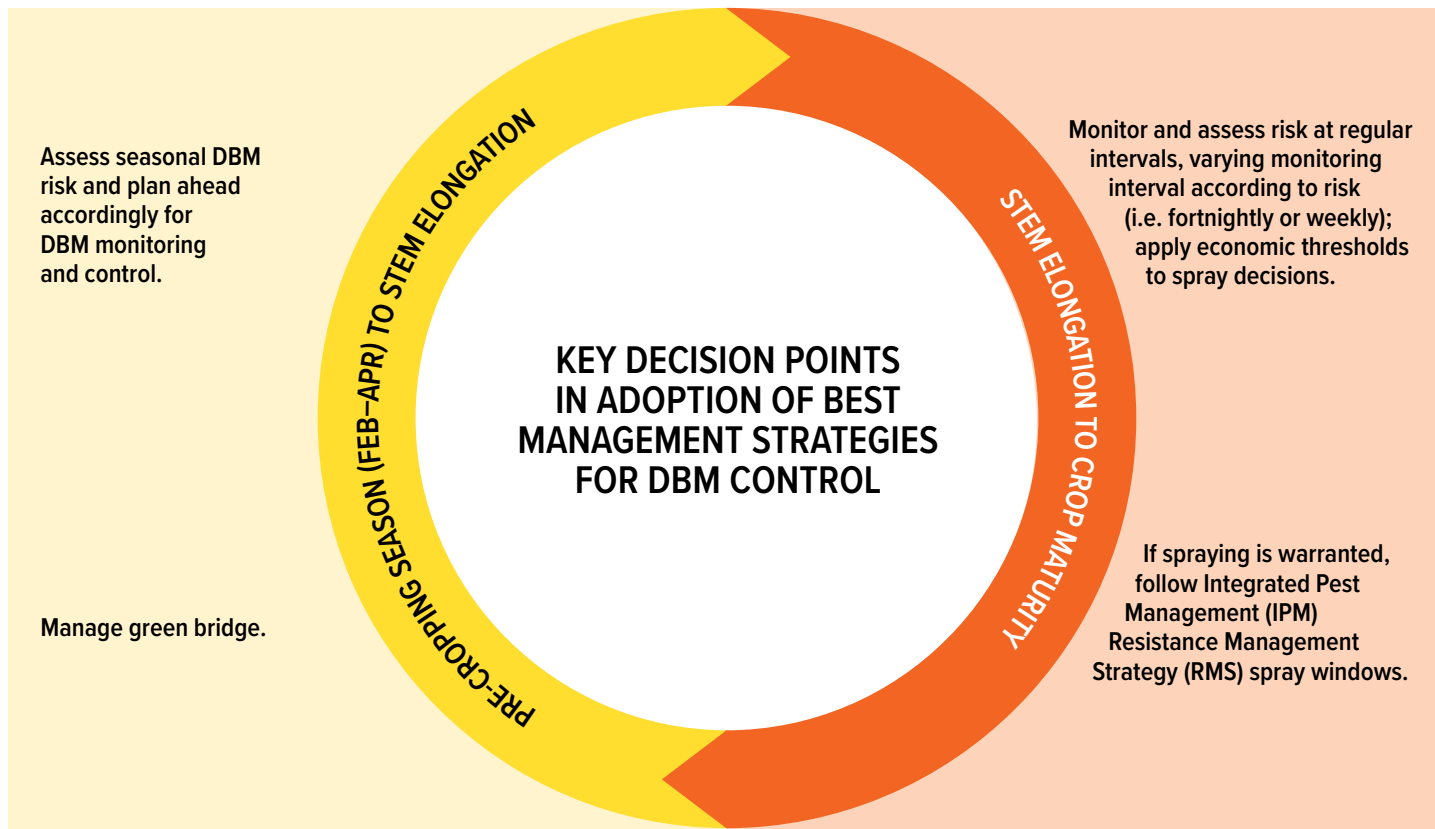 Assess seasonal DBM
risk and plan ahead
accordingly for
DBM monitoring
and control.
Manage green bridge.
PRE-CROPPING SEASON (FEB–APR) TO STEM ELONGATION
KEY DECISION POINTS
IN ADOPTION OF BEST
MANAGEMENT STRATEGIES
FOR DBM CONTROL
STEM ELONGATION TO CROP MATURITY
Monitor and assess risk at regular
intervals, varying monitoring
interval according to risk
(i.e. fortnightly or weekly);
apply economic thresholds
to spray decisions.
If spraying is warranted,
follow Integrated Pest
Management (IPM)
Resistance Management
Strategy (RMS) spray windows.